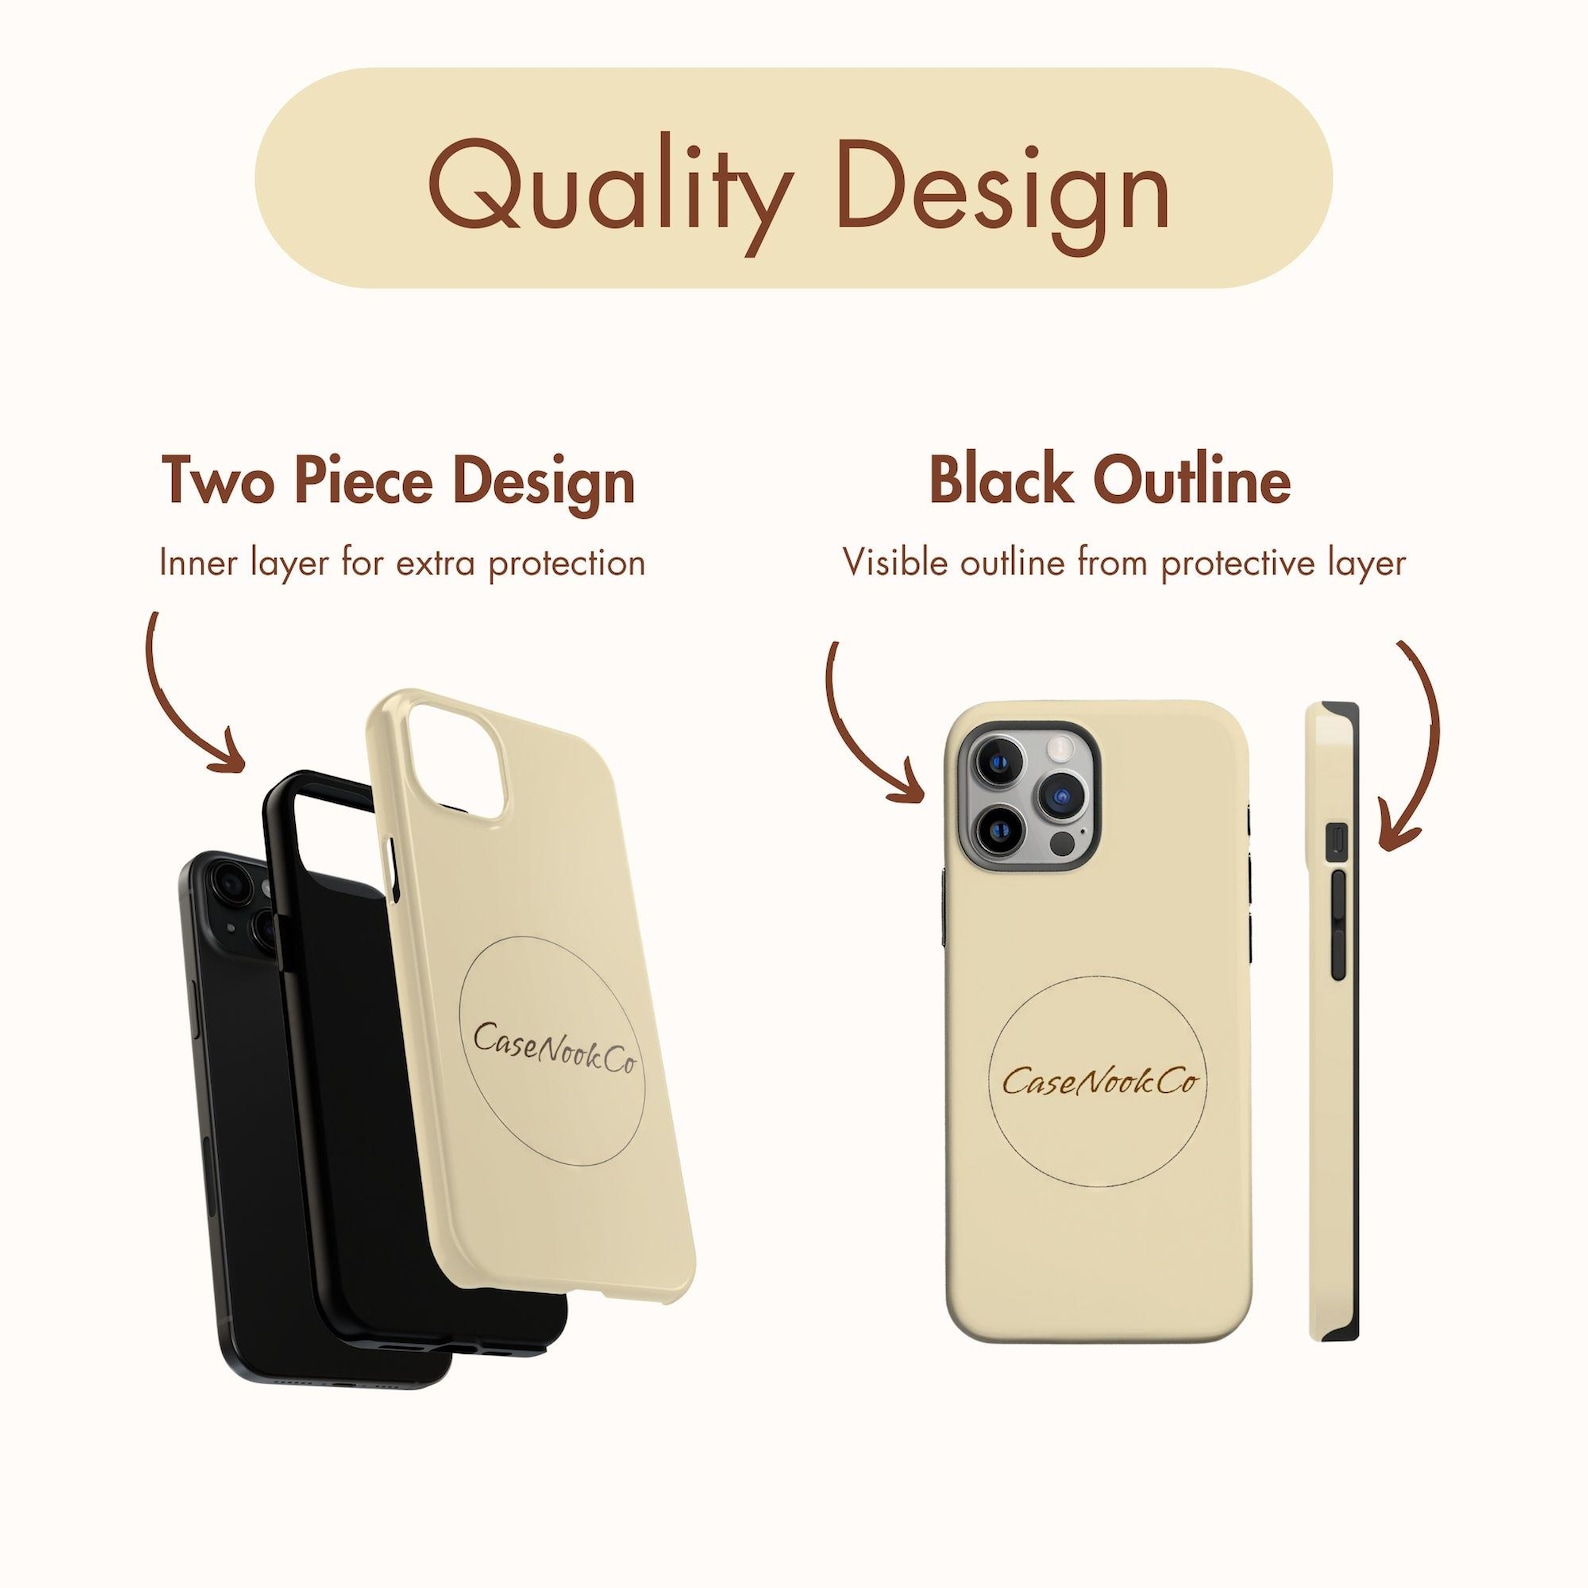 Quality Design
Two Piece Design
Inner layer for extra protection
Black Outline
Visible outline from protective layer
CaseNookCo
CaseNookCo